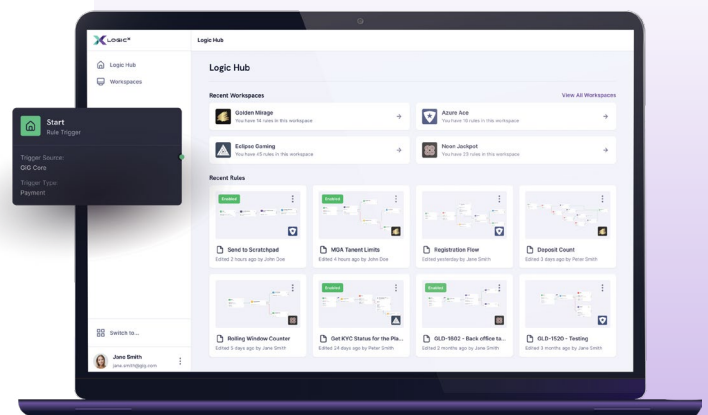 X LOGIC
Logic Hub
Logic Hub
Workspaces
Logic Hub
Recent Workspaces
View All Workspaces
Golden Mirage
You have 14 rules in this workspace
Azure Ace
You have 18 rules in this workspace
Eclipse Gaming
You have 45 rules in this workspace
Neon Jackpot
You have 23 rules in this workspace
Recent Rules
Enabled
Enabled
Send to Scratchpad
Edited 2 hours ago by John Doe
MGA Tanent Limits
Edited 4 hours ago by John Doe
Registration Flow
Edited yesterday by Jane Smith
Deposit Count
Edited 3 days ago by Peter Smith
Enabled
Enabled
Rolling Window Counter
Edited 5 days ago by Jane Smith
Get KYC Status for the Pla...
Edited 24 days ago by Peter Smith
GLD-1602 - Back office to...
Edited 2 months ago by Jane Smith
GLD-1520 - Testing
Edited 3 months ago by Jane Smith
Start
Rule Trigger
Trigger Source:
GiG Core
Trigger Type:
Payment
Switch to...
Jane Smith
jane.smith@gig.com